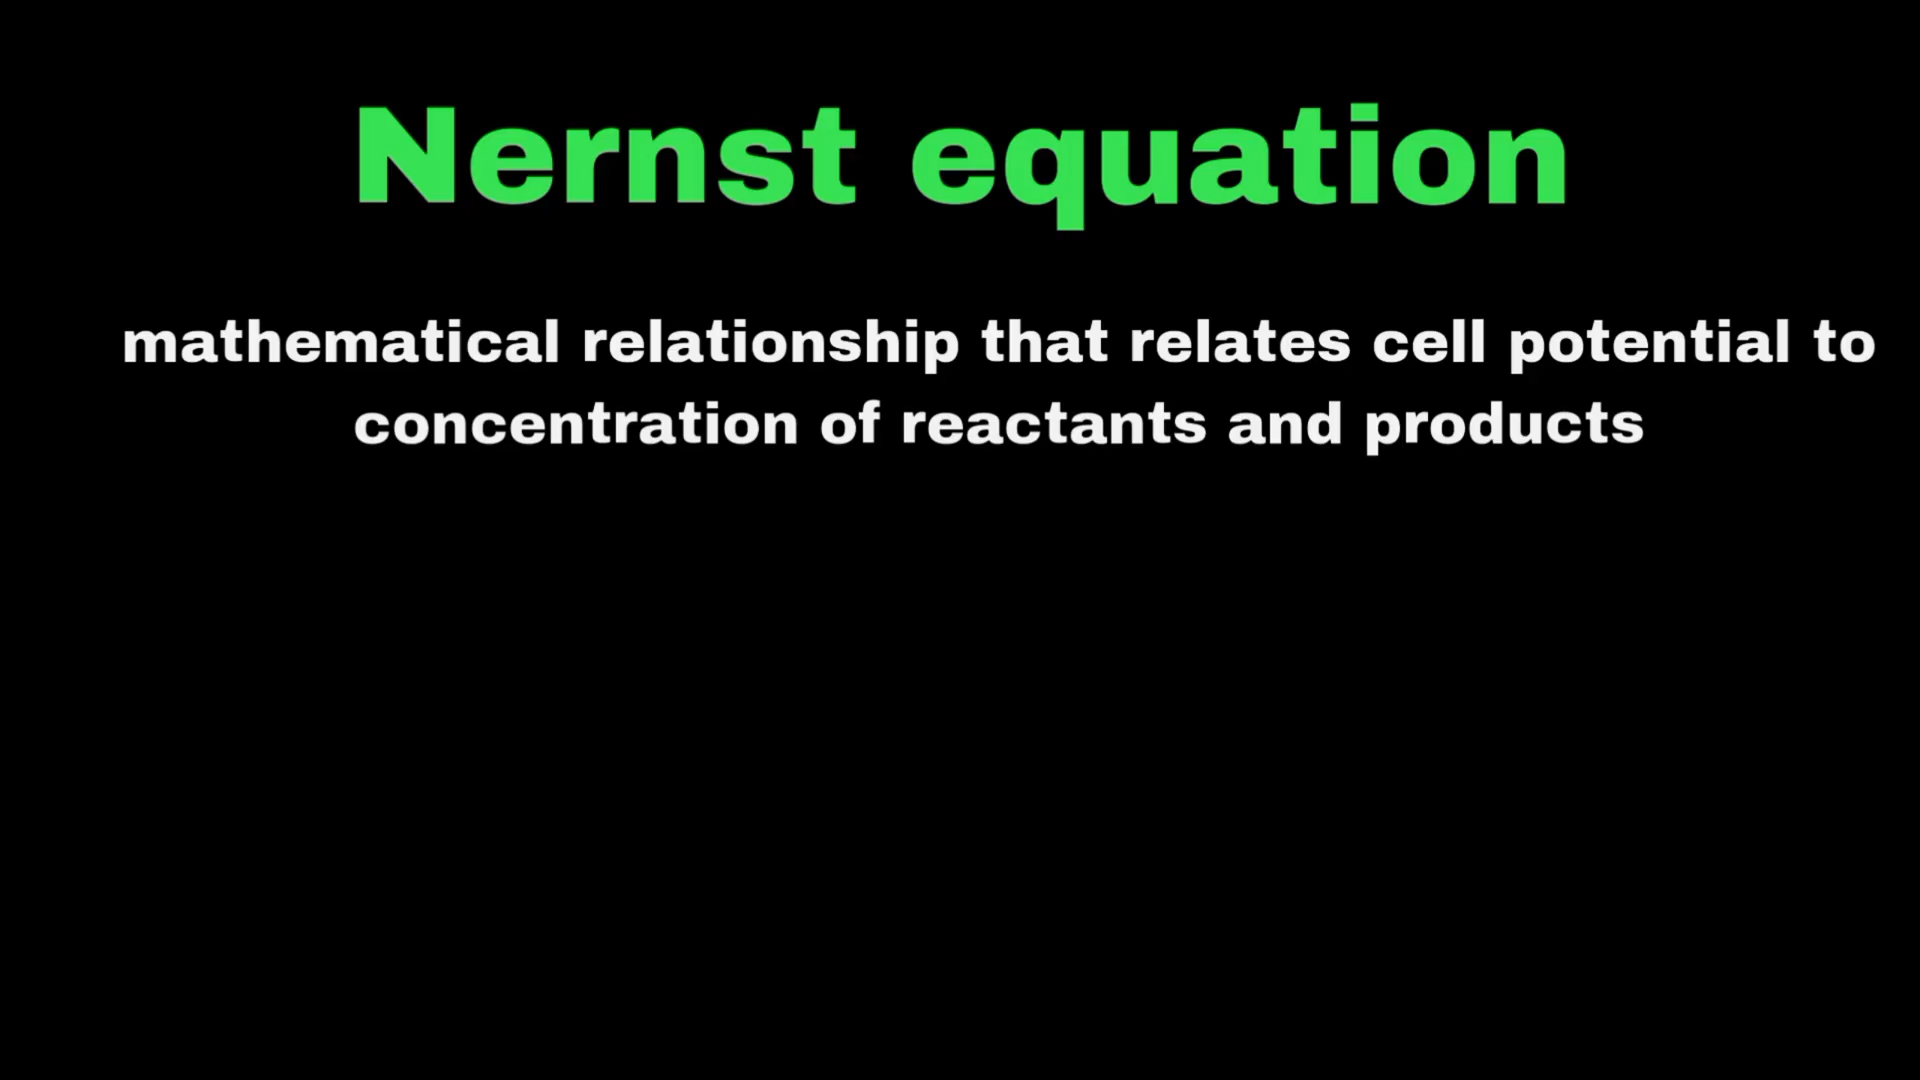 Nernst equation
mathematical relationship that relates cell potential to
concentration of reactants and products